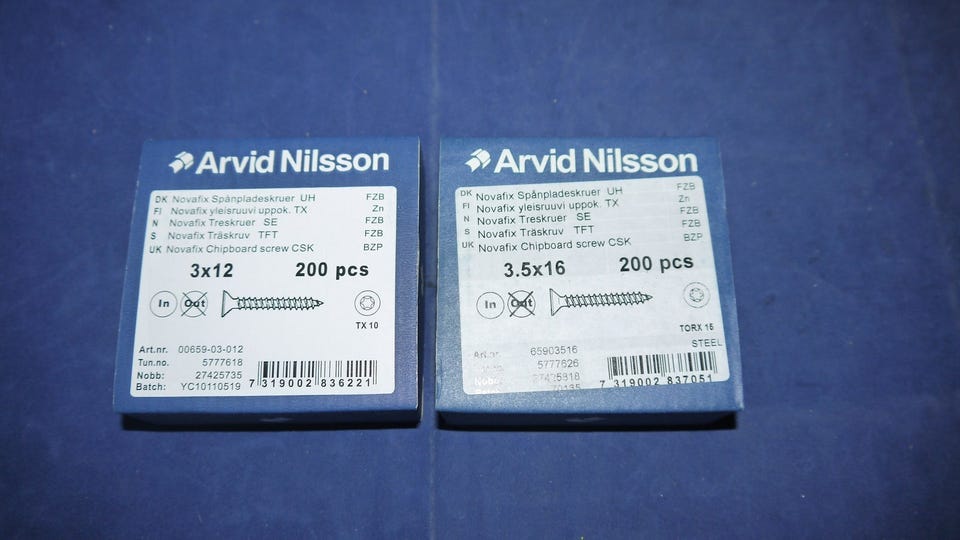 Arvid Nilsson
DK Novafix Spånpladeskruer UH FZB
FI Novafix yleisruuvi uppok. TX Zn
N Novafix Treskruer SE FZB
S Novafix Träskruv TFT FZB
UK Novafix Chipboard screw CSK BZP
3x12 200 pcs
In Out
TX 10
Art.nr. 00659-03-012
Tun.no. 5777618
Nobb: 27425735
Batch: YC10110519
7 319002 836221
Arvid Nilsson
DK Novafix Spånpladeskruer UH FZB
FI Novafix yleisruuvi uppok. TX Zn
N Novafix Treskruer SE FZB
S Novafix Träskruv TFT FZB
UK Novafix Chipboard screw CSK BZP
3.5x16 200 pcs
In Out
TORX 15
STEEL
Art.nr. 65903516
5777626
Nobb
7 319002 837051